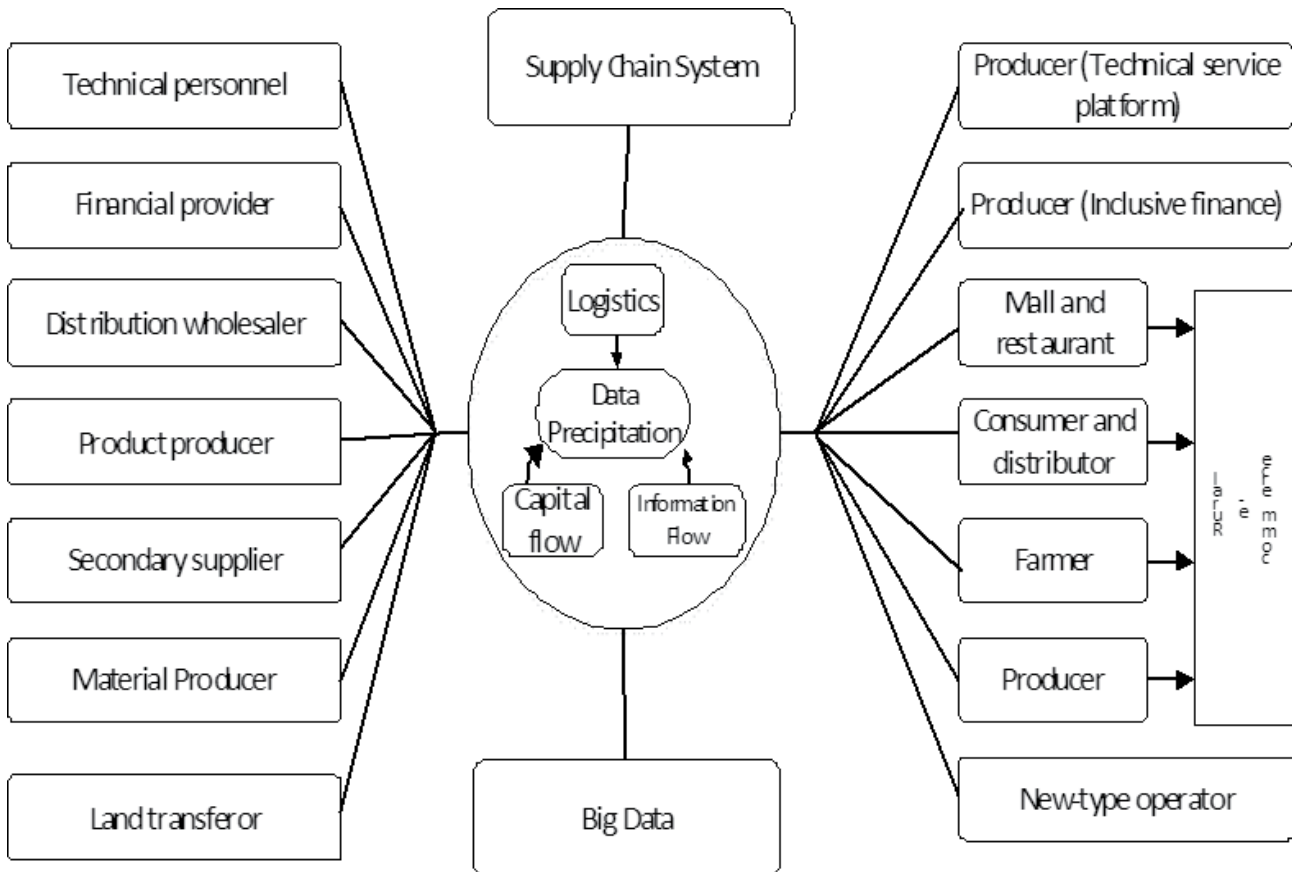 Supply Chain System
Technical personnel
Financial provider
Distribution wholesaler
Product producer
Secondary supplier
Material Producer
Land transferor
Logistics
Data
Precipitation
Capital
flow
Information
Flow
Big Data
Producer (Technical service
platform)
Producer (Inclusive finance)
Mall and
restaurant
Consumer and
distributor
Farmer
Producer
New-type operator
Rural
e-